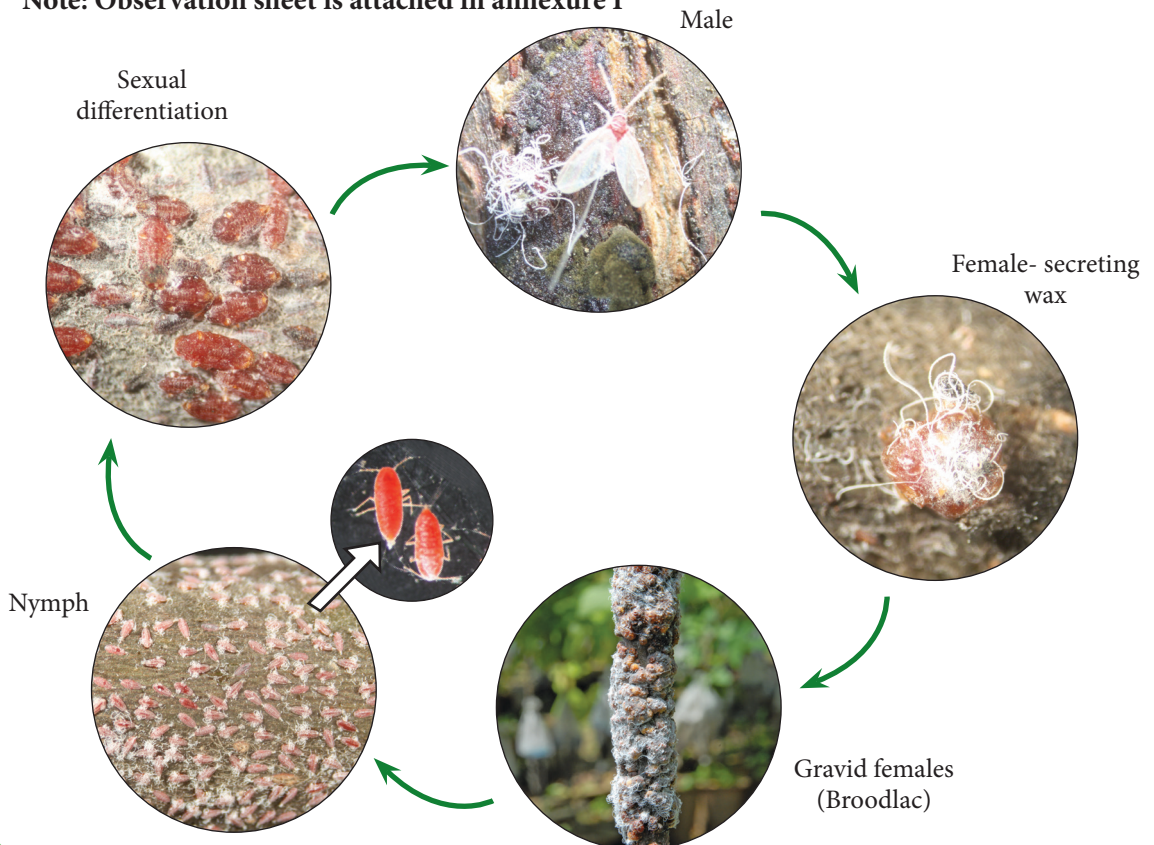 Note: Observation sheet is attached in annexure I
Male
Sexual
differentiation
Female- secreting
wax
Nymph
Gravid females
(Broodlac)